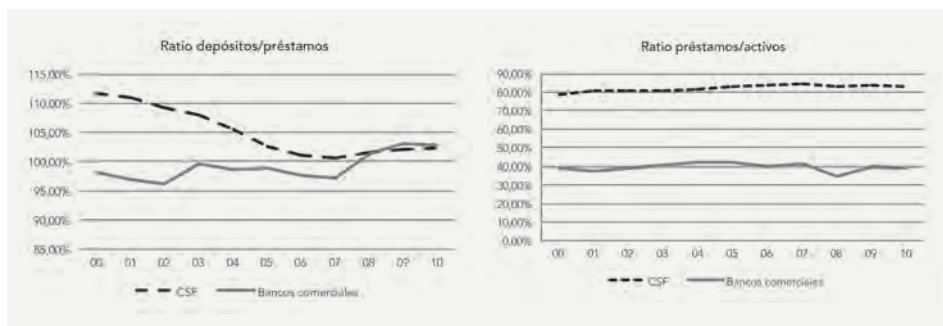 Ratio depósitos/préstamos
115,00%
110,00%
105,00%
100,00%
95,00%
90,00%
85,00%
00 01 02 03 04 05 06 07 08 09 10
CSF Bancos comerciales
Ratio préstamos/activos
90,00%
80,00%
70,00%
60,00%
50,00%
40,00%
30,00%
20,00%
10,00%
0,00%
00 01 02 03 04 05 06 07 08 09 10
CSF Bancos comerciales